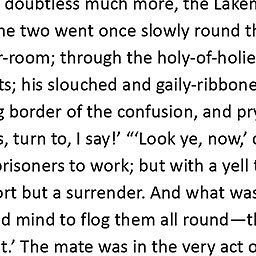 doubtless much more, the Laken
he two went once slowly round th
r-room; through the holy-of-holie
ts; his slouched and gaily-ribbone
g border of the confusion, and pry
s, turn to, I say!’ “‘Look ye, now,’ c
prisoners to work; but with a yell t
ort but a surrender. And what was
d mind to flog them all round—th
t.’ The mate was in the very act o